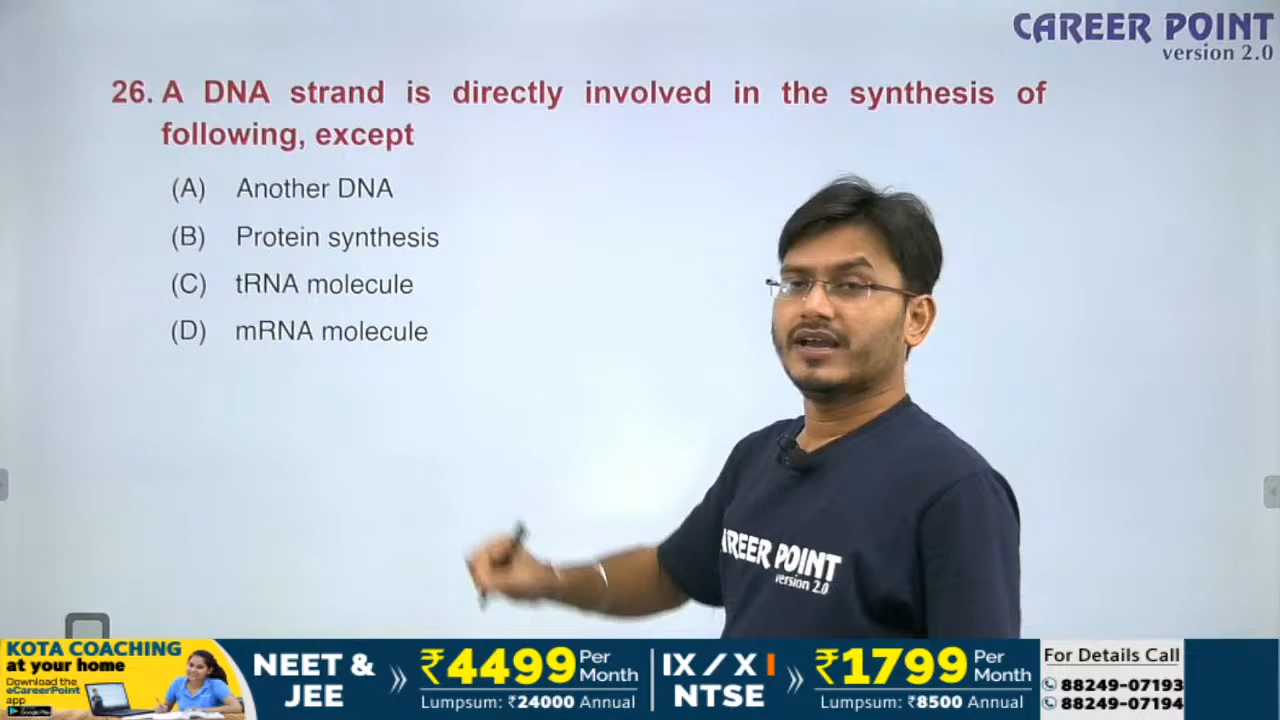 CAREER POINT
version 2.0
26. A DNA strand is directly involved in the synthesis of
following, except
(A) Another DNA
(B) Protein synthesis
(C) tRNA molecule
(D) mRNA molecule
AREER POINT
version 2.0
KOTA COACHING
at your home
Download the
eCareerPoint
app
Google Play
NEET &
JEE
»
₹4499 Per
Month
Lumpsum: ₹24000 Annual
IX / X I
NTSE
»
₹1799 Per
Month
Lumpsum: ₹8500 Annual
For Details Call
88249-07193
88249-07194